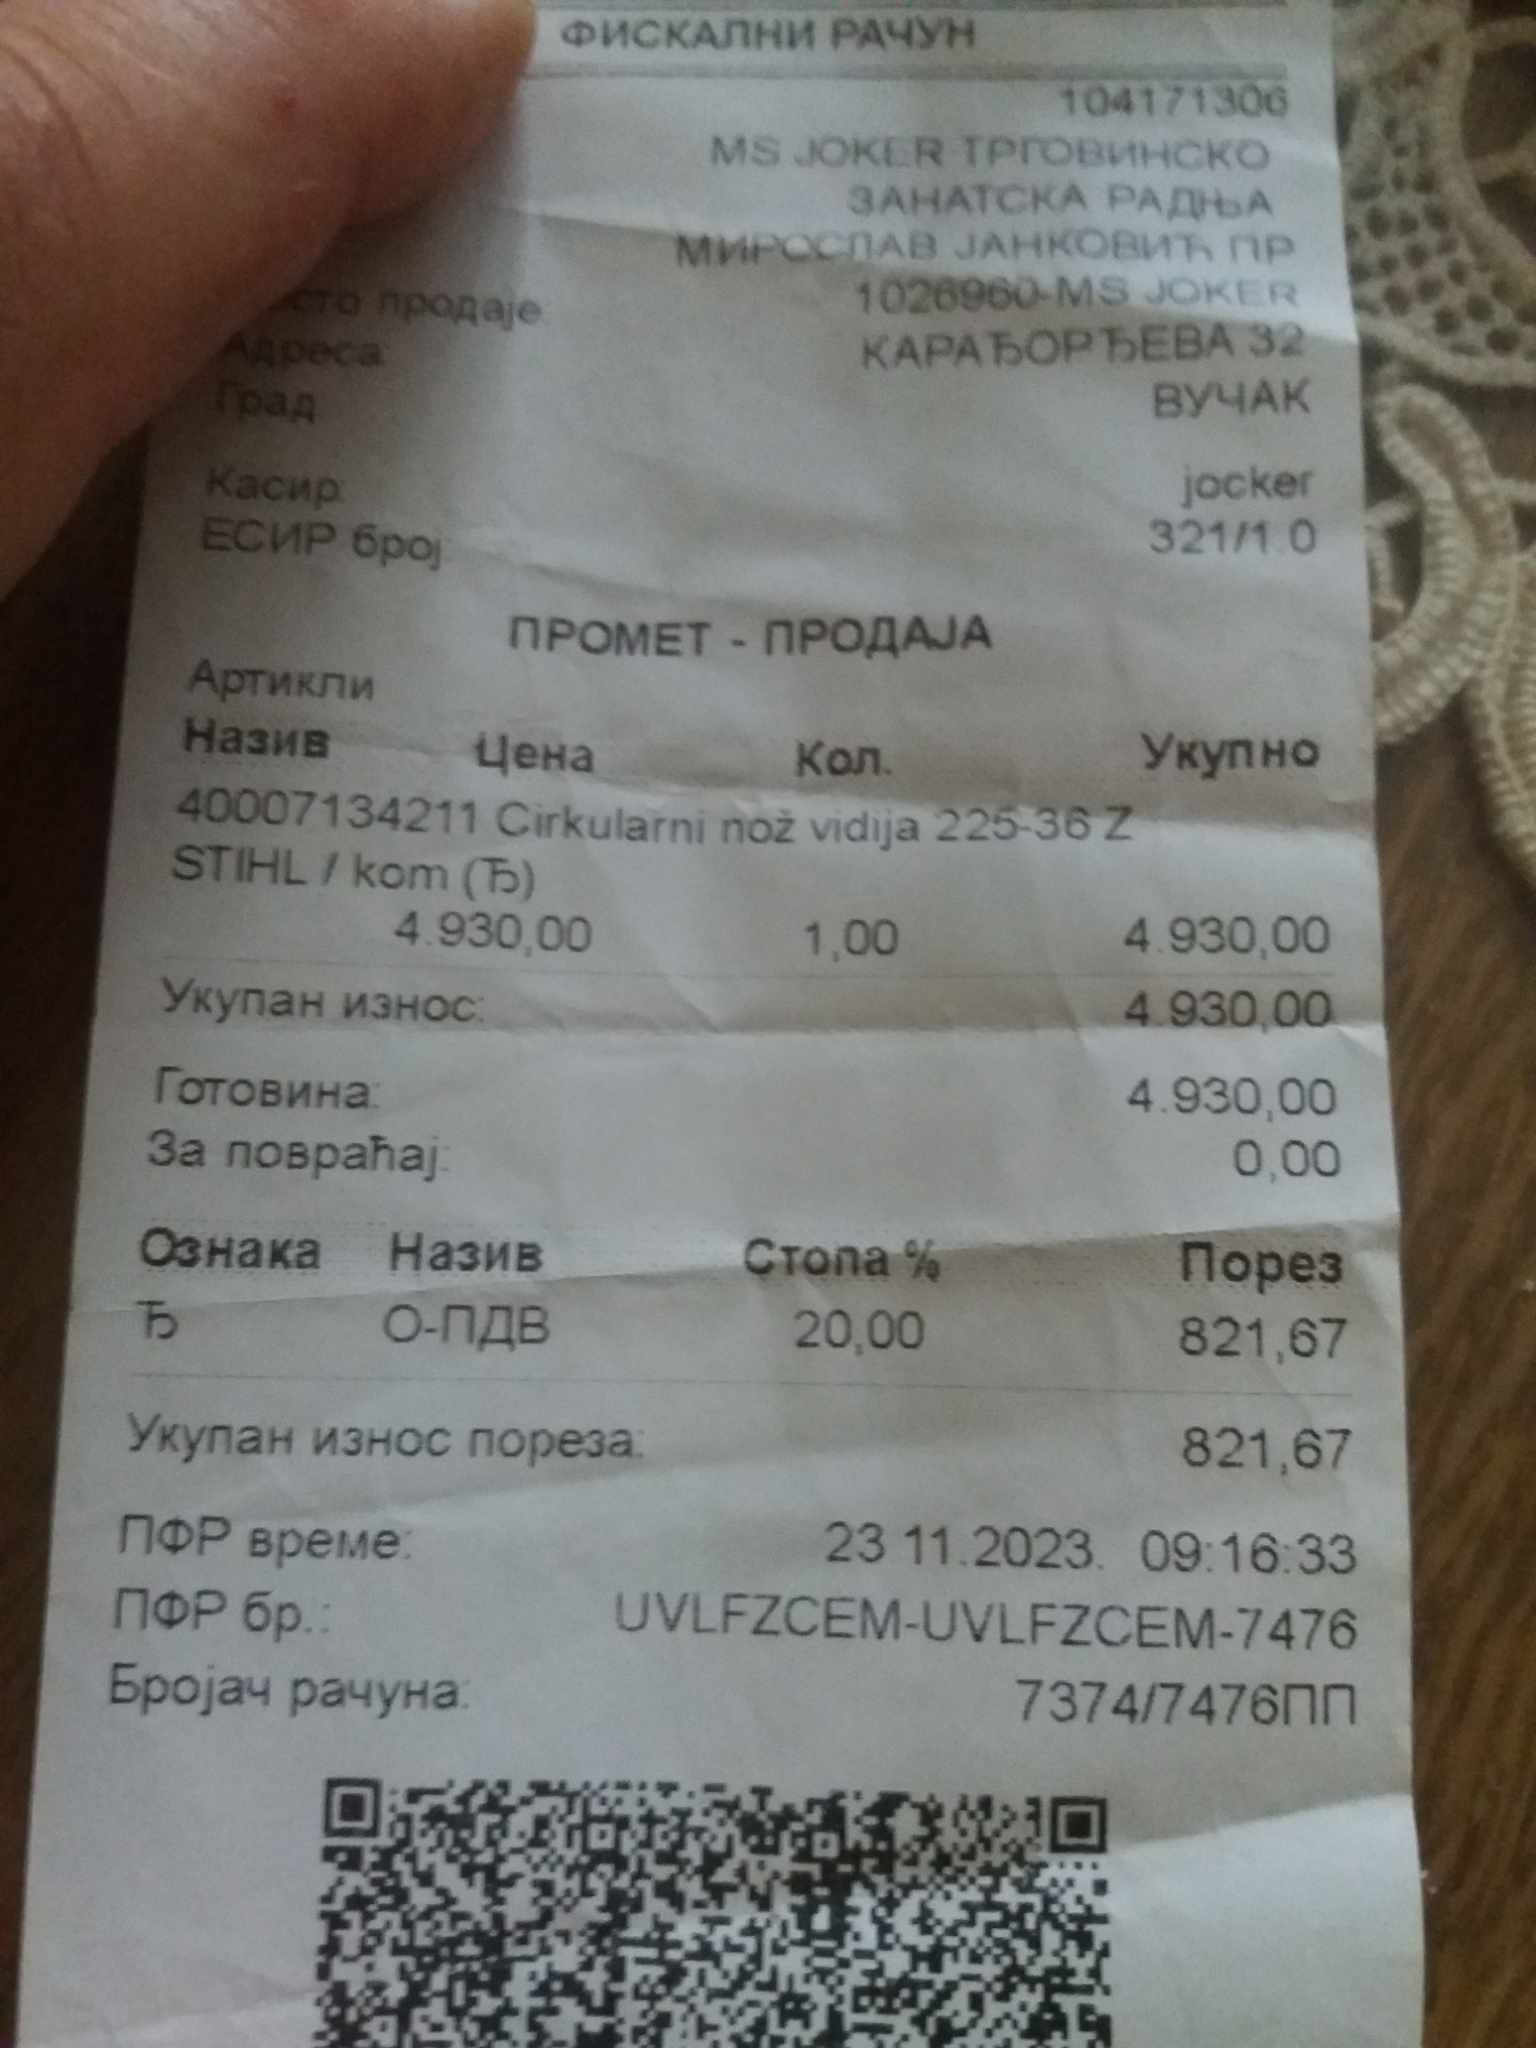 ФИСКАЛНИ РАЧУН
104171306
MS JOKER ТРГОВИНСКО
ЗАНАТСКА РАДЊА
МИРОСЛАВ ЈАНКОВИЋ ПР
продаје: 1026960-MS JOKER
Адреса: КАРАЂОРЂЕВА 32
Град: ВУЧАК
Касир: jocker
ЕСИР број: 321/1.0
ПРОМЕТ - ПРОДАЈА
Артикли
Назив Цена Кол. Укупно
40007134211 Cirkularni nož vidija 225-36 Z
STIHL / kom (Ђ)
4.930,00 1,00 4.930,00
Укупан износ: 4.930,00
Готовина: 4.930,00
За повраћај: 0,00
Ознака Назив Стопа % Порез
Ђ О-ПДВ 20,00 821,67
Укупан износ пореза: 821,67
ПФР време: 23.11.2023. 09:16:33
ПФР бр.: UVLFZCEM-UVLFZCEM-7476
Бројач рачуна: 7374/7476ПП